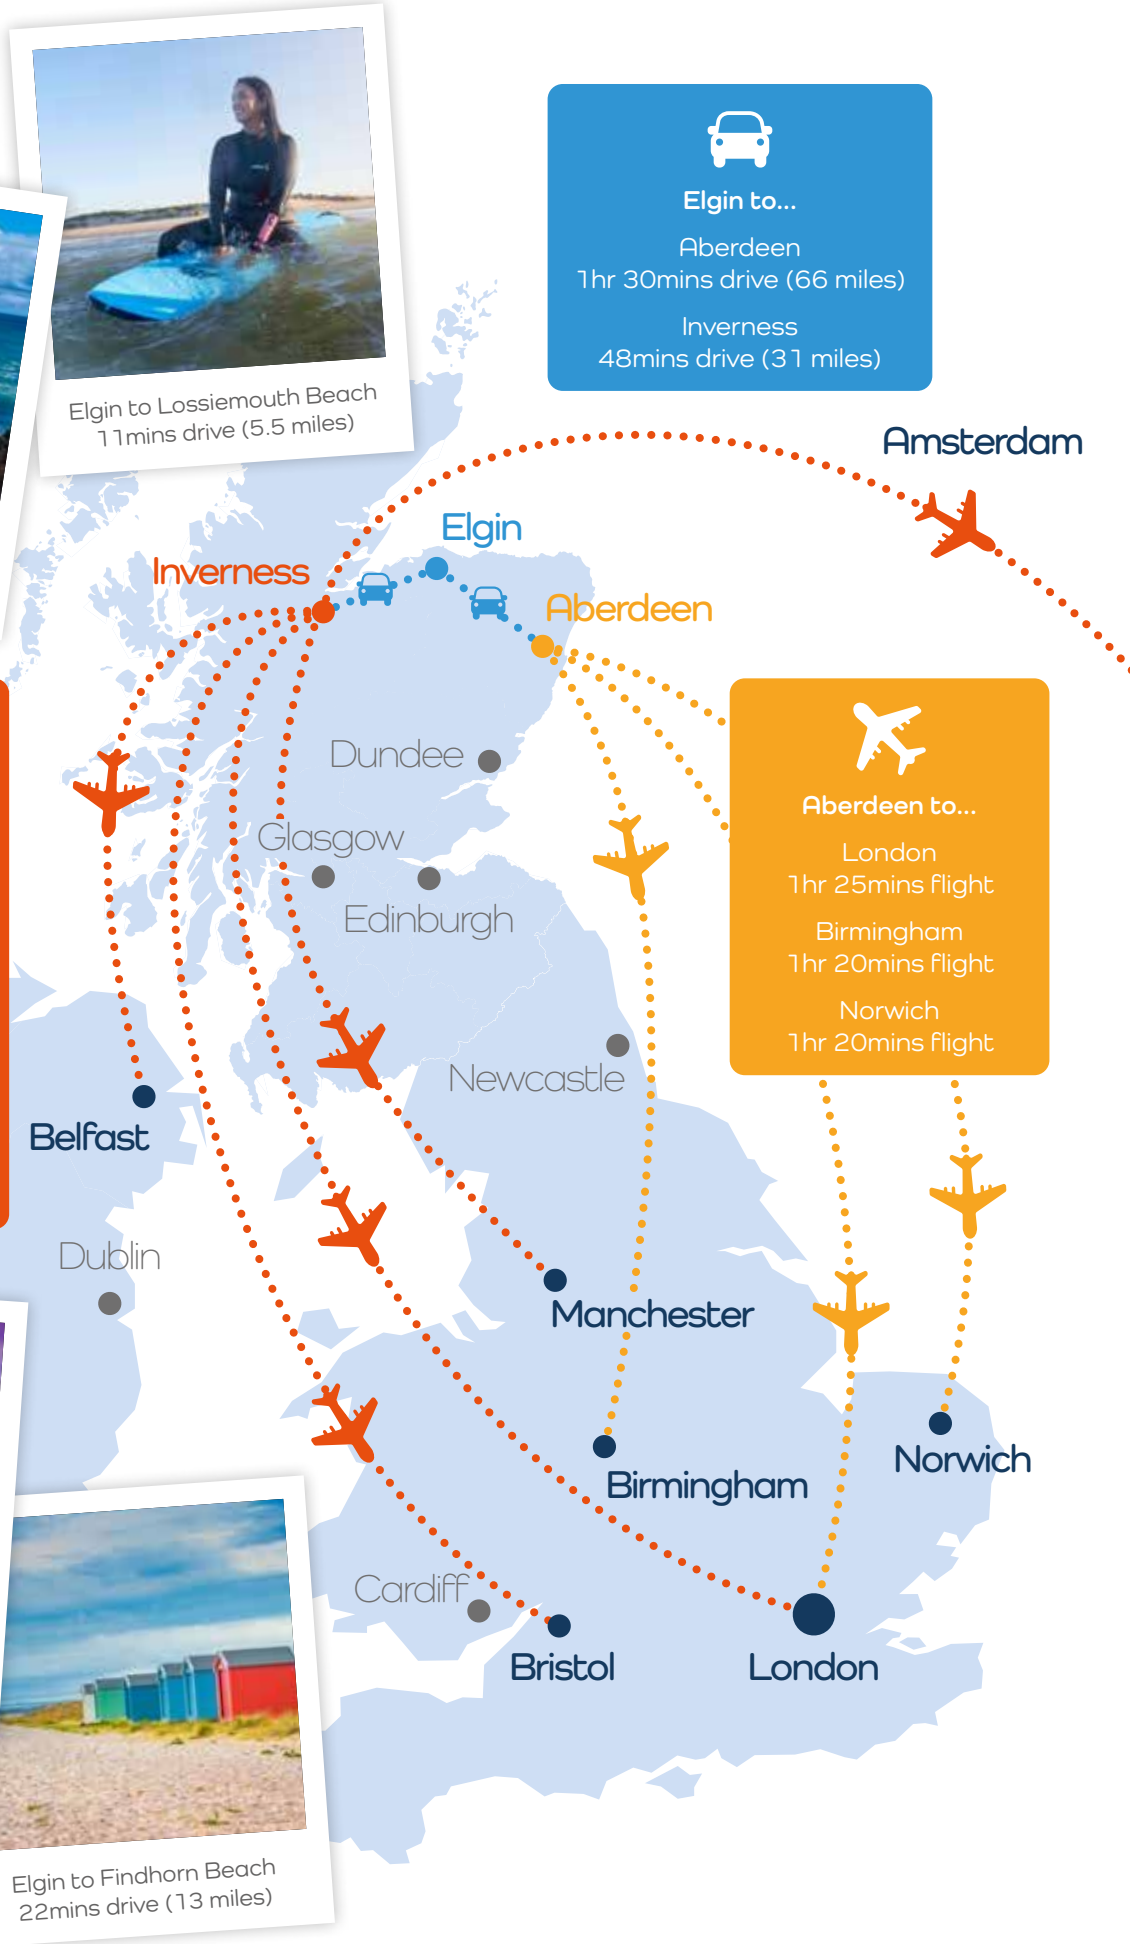 Elgin to...
Aberdeen
1hr 30mins drive (66 miles)
Inverness
48mins drive (31 miles)
Elgin to Lossiemouth Beach
11mins drive (5.5 miles)
Amsterdam
Elgin
Inverness
Aberdeen
Dundee
Glasgow
Edinburgh
Aberdeen to...
London
1hr 25mins flight
Birmingham
1hr 20mins flight
Norwich
1hr 20mins flight
Newcastle
Belfast
Dublin
Manchester
Norwich
Birmingham
Cardiff
Bristol
London
Elgin to Findhorn Beach
22mins drive (13 miles)